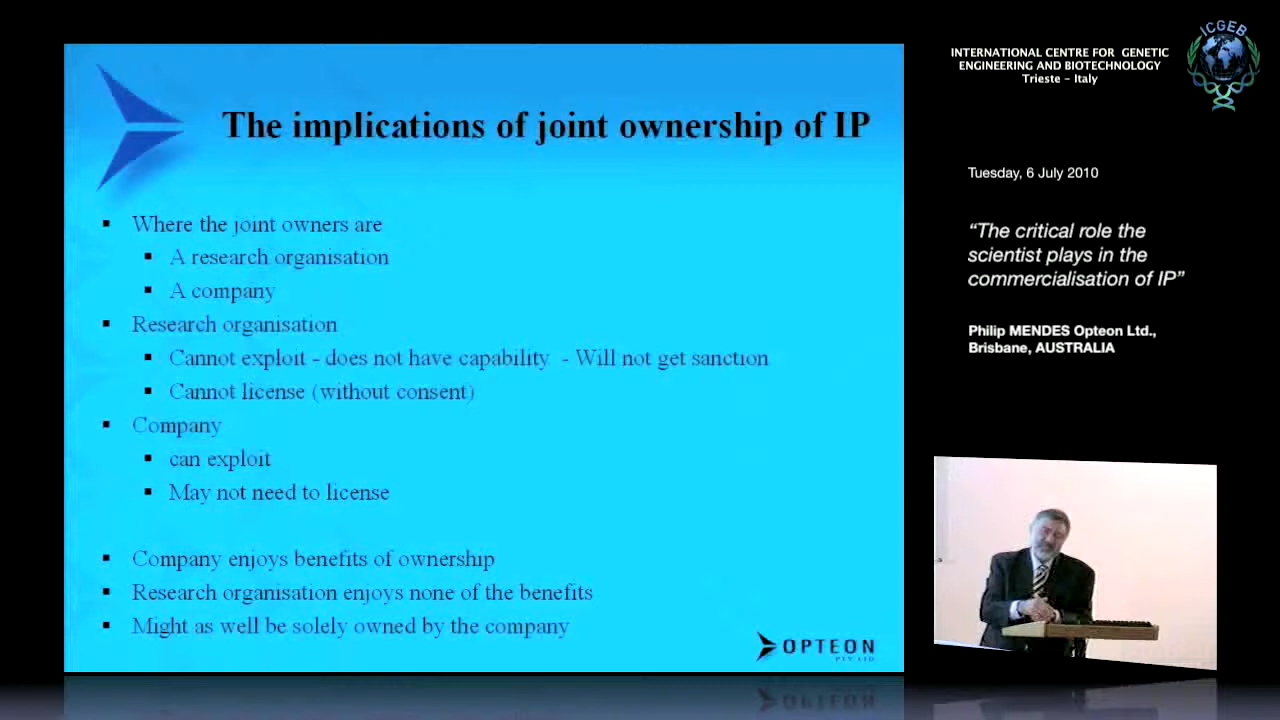 The implications of joint ownership of IP
Where the joint owners are
A research organisation
A company
Research organisation
Cannot exploit - does not have capability - Will not get sanction
Cannot license (without consent)
Company
can exploit
May not need to license
Company enjoys benefits of ownership
Research organisation enjoys none of the benefits
Might as well be solely owned by the company
OPTEON
PTY LTD
INTERNATIONAL CENTRE FOR GENETIC
ENGINEERING AND BIOTECHNOLOGY
Trieste - Italy
ICGEB
Tuesday, 6 July 2010
“The critical role the
scientist plays in the
commercialisation of IP”
Philip MENDES Opteon Ltd.,
Brisbane, AUSTRALIA